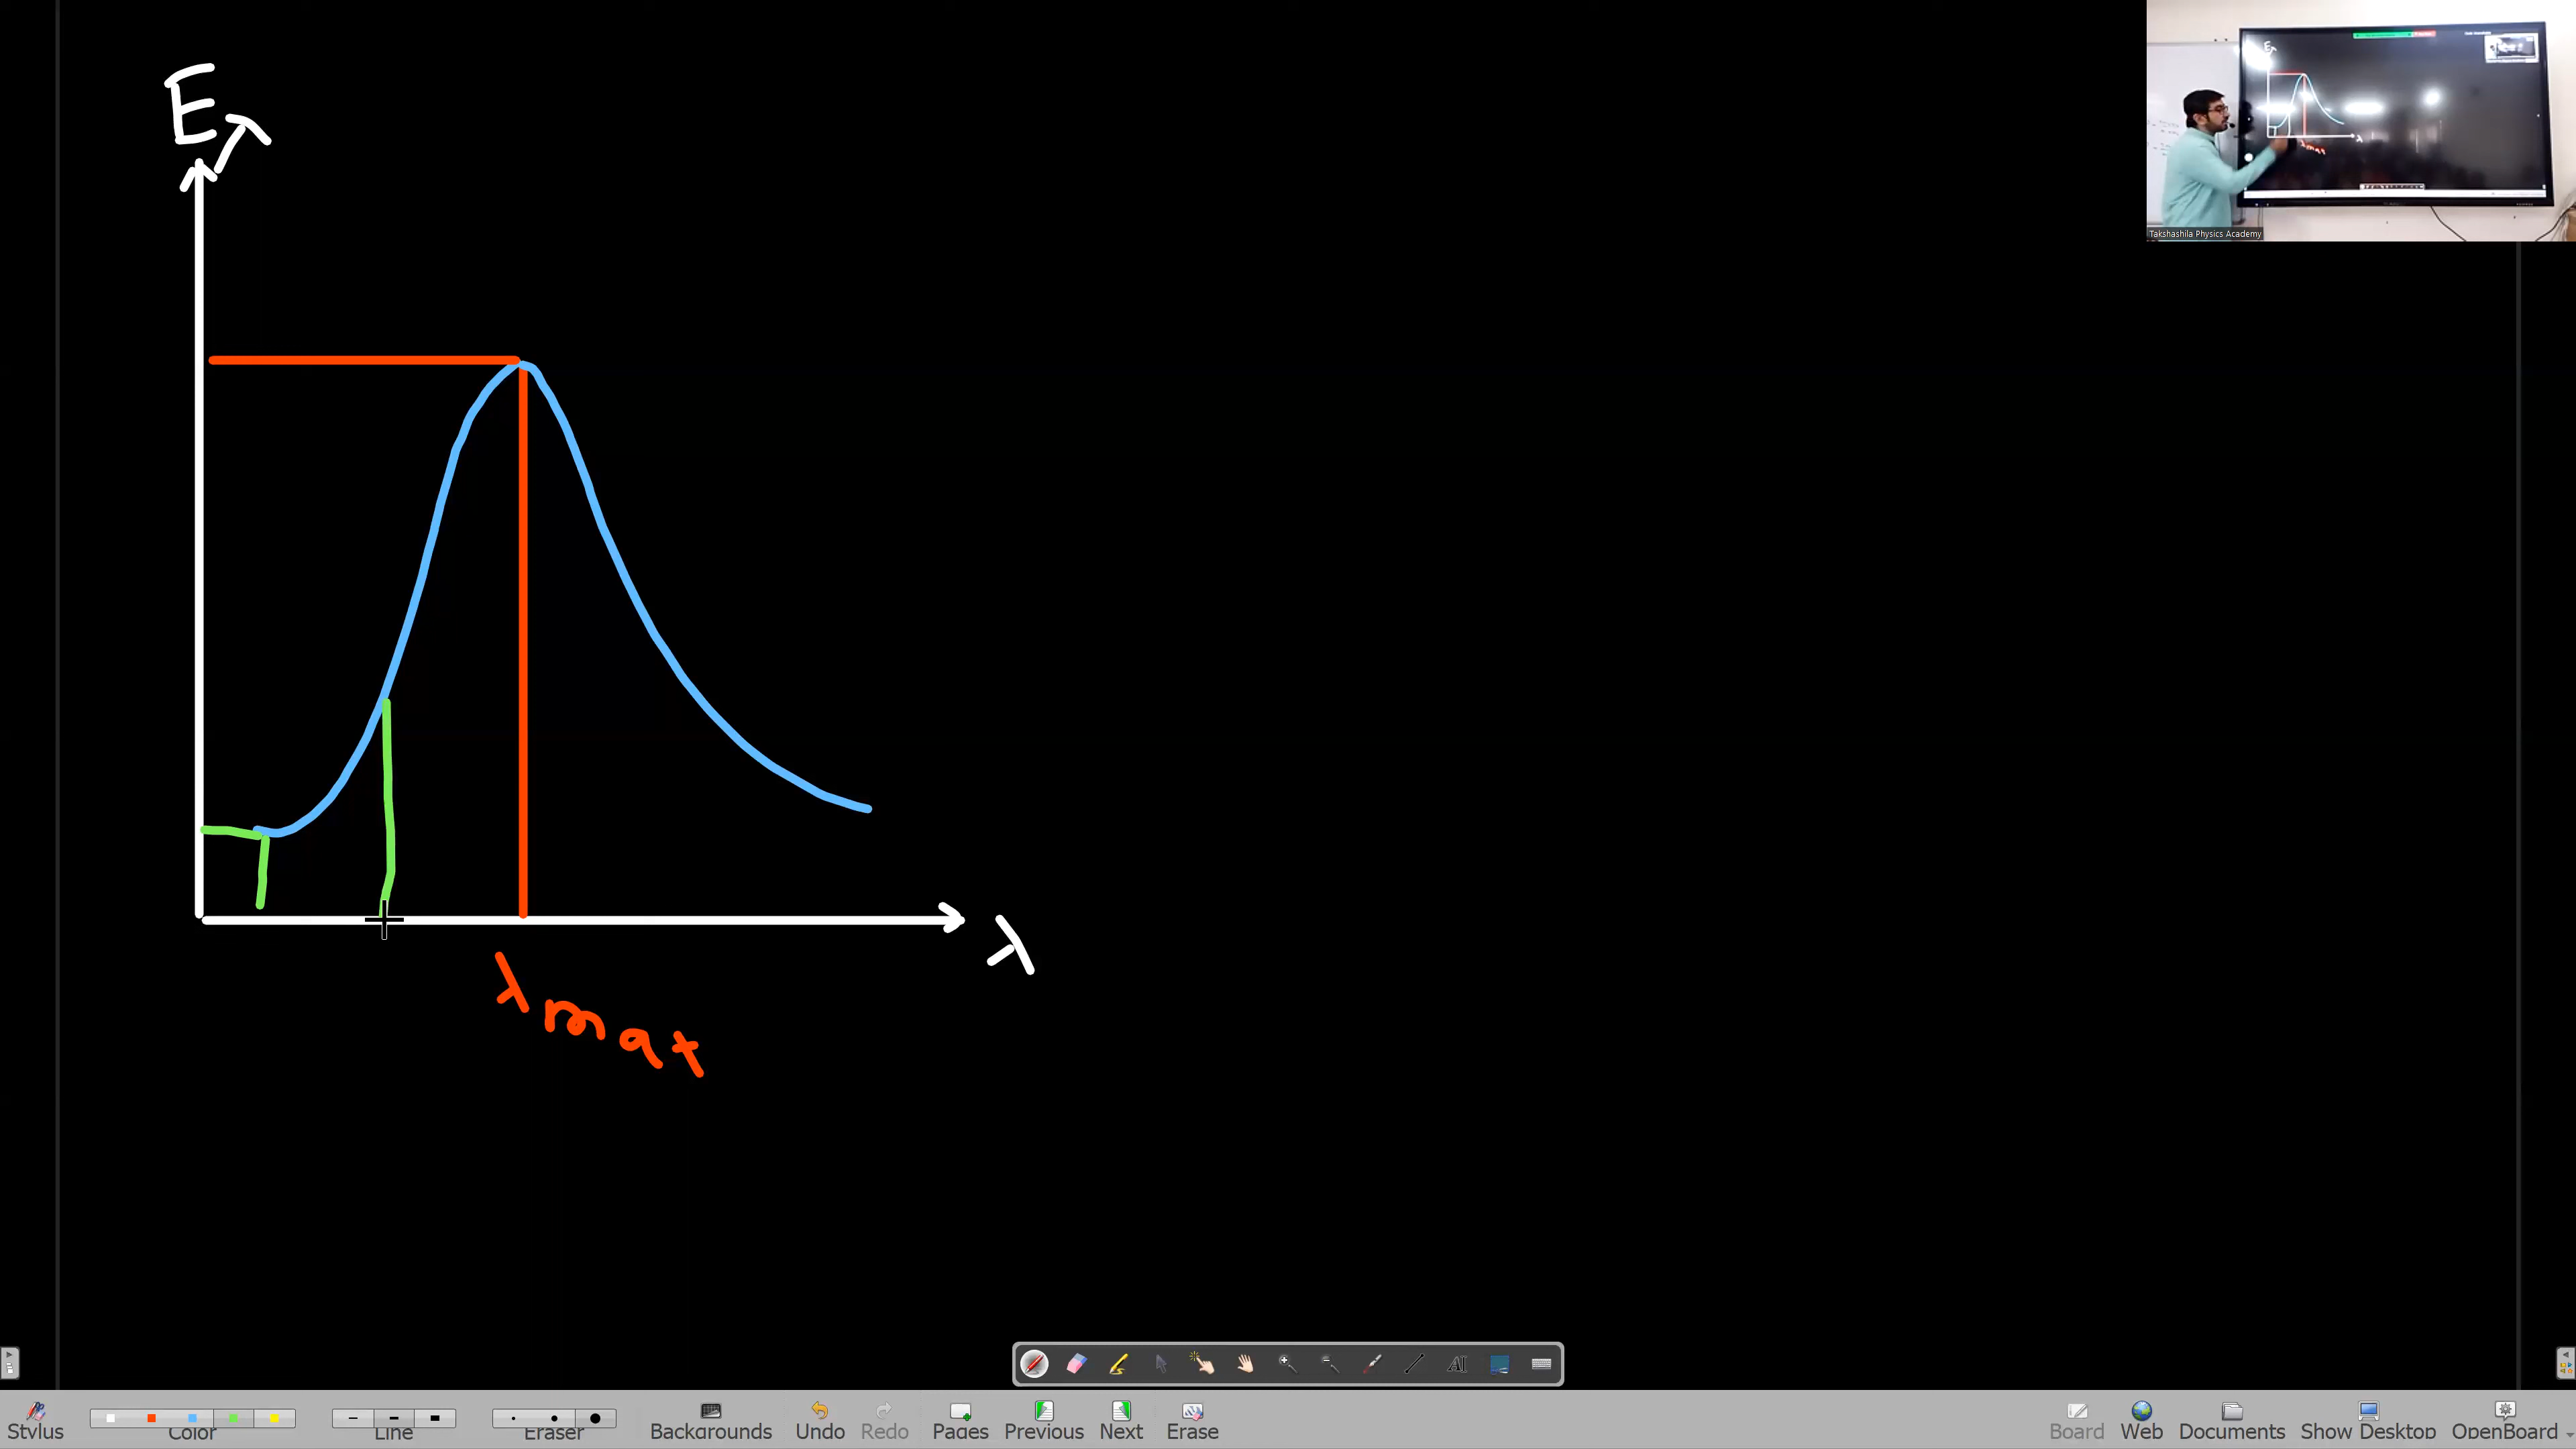 Eλ
Takshashila Physics Academy
λ
λmax
Stylus
Color
Line
Eraser
Backgrounds
Undo
Redo
Pages
Previous
Next
Erase
Board
Web
Documents
Show Desktop
OpenBoard